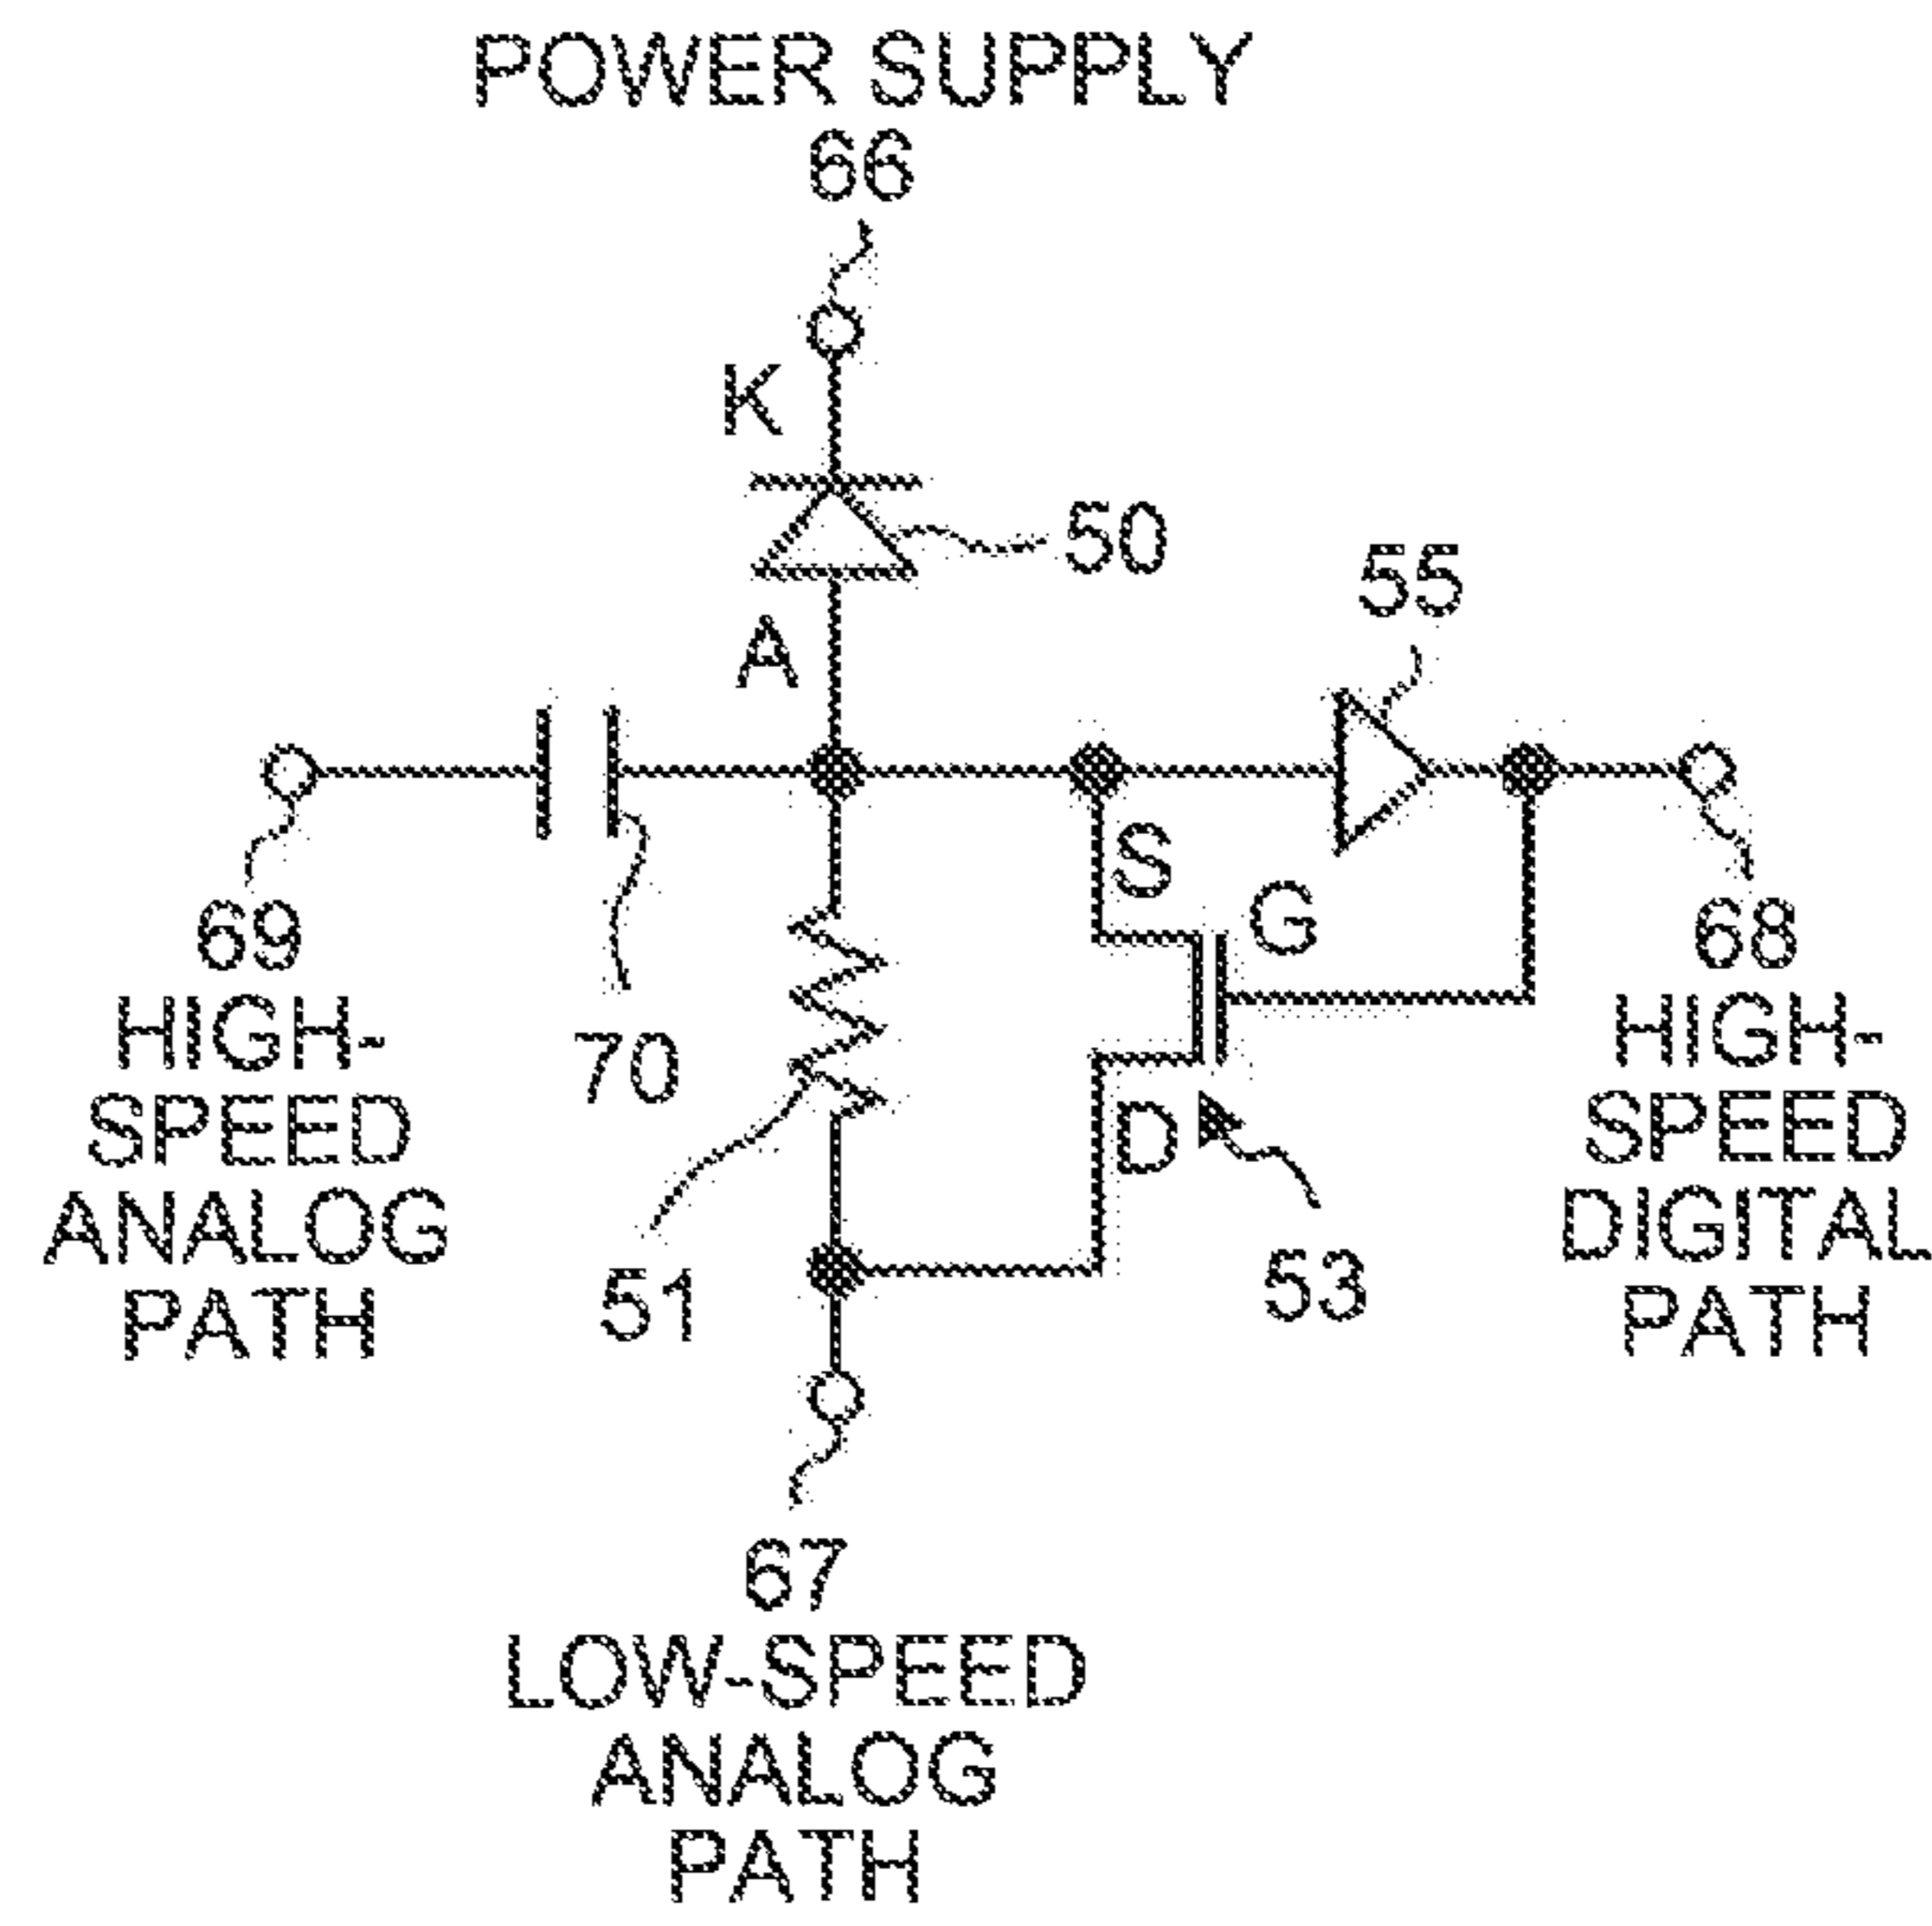 POWER SUPPLY
66
K
50
55
A
S
G
69
HIGH-
SPEED
ANALOG
PATH
70
68
HIGH-
SPEED
DIGITAL
PATH
D
51
53
67
LOW-SPEED
ANALOG
PATH